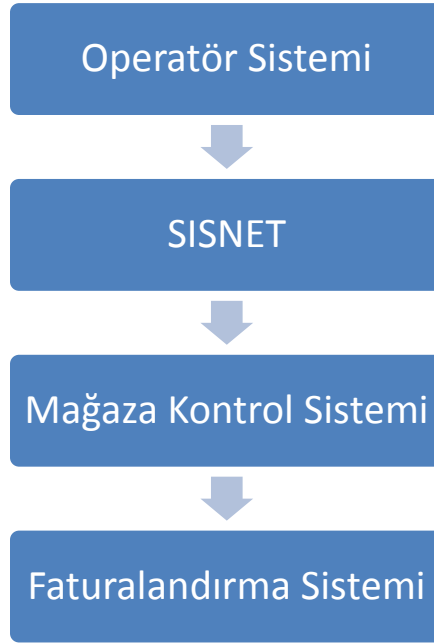 Operatör Sistemi
SISNET
Mağaza Kontrol Sistemi
Faturalandırma Sistemi